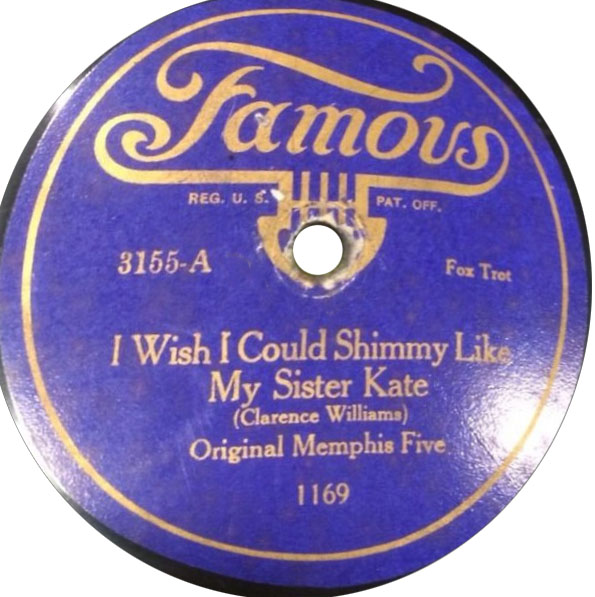 Famous
REG. U. S. PAT. OFF.
3155-A Fox Trot
I Wish I Could Shimmy Like
My Sister Kate
(Clarence Williams)
Original Memphis Five
1169